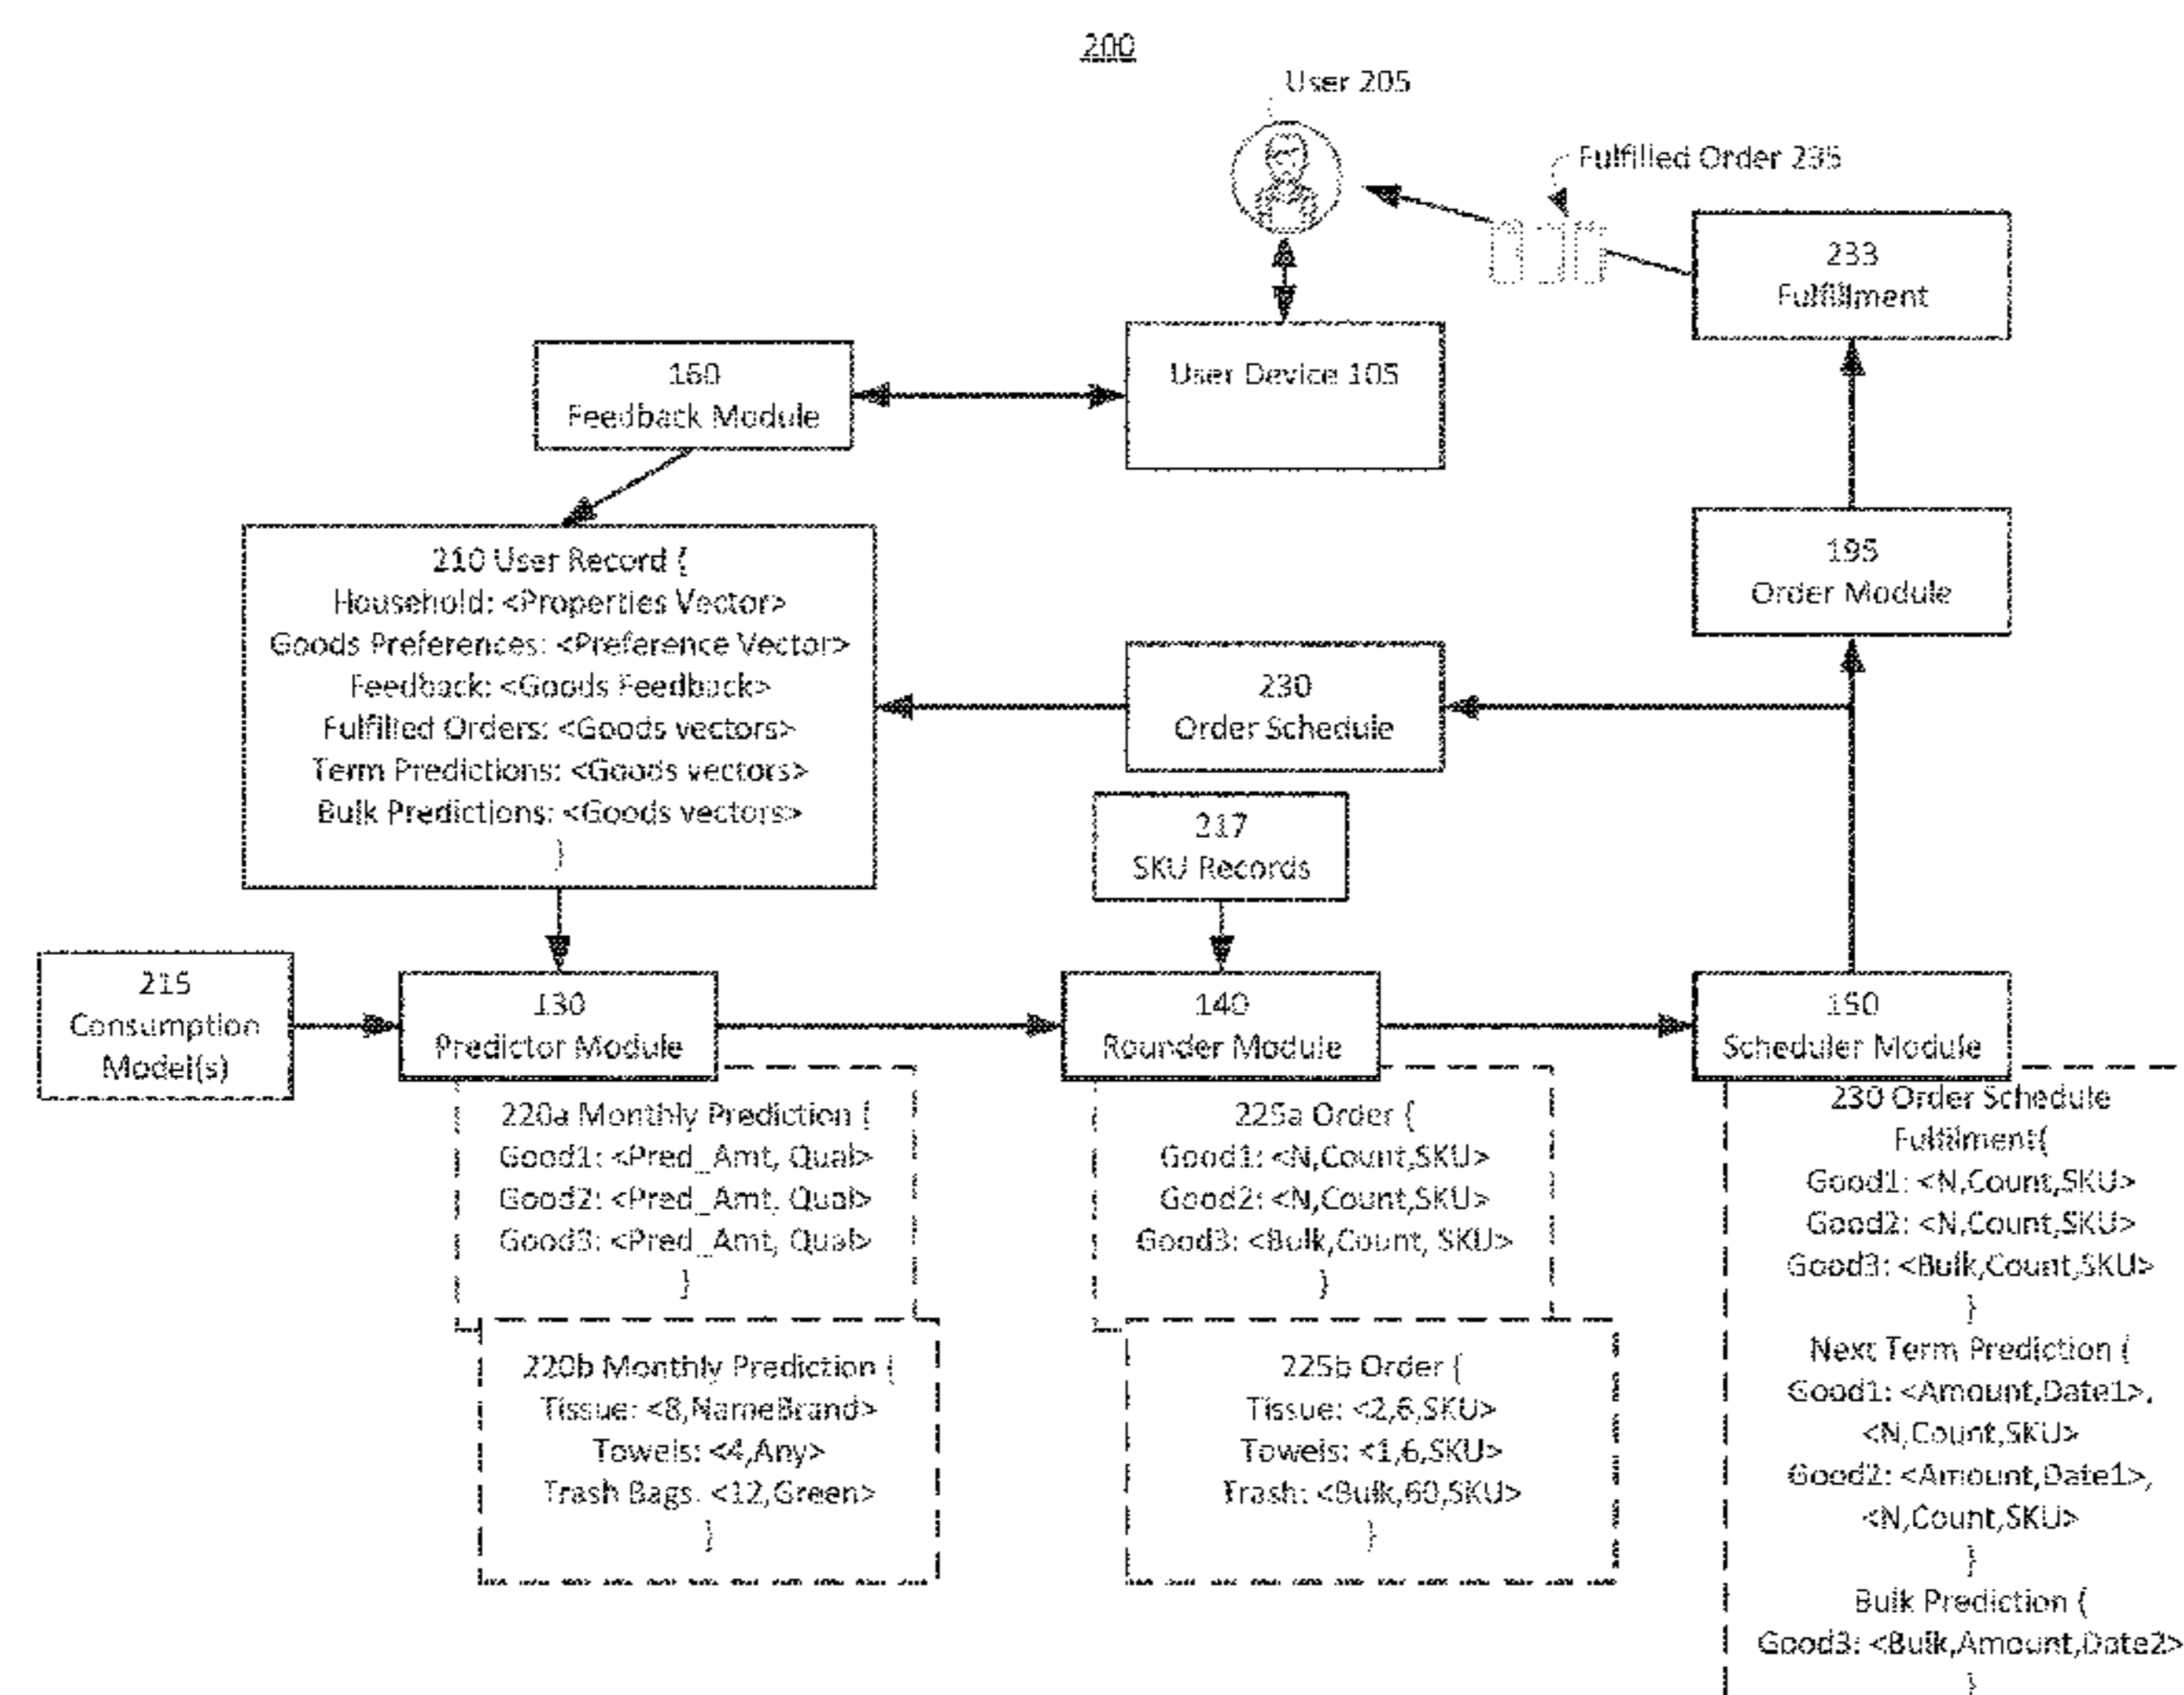 200
User 205
Fulfilled Order 235
233
Fulfillment
160
Feedback Module
User Device 105
210 User Record {
Household: <Properties Vector>
Goods Preferences: <Preference Vector>
Feedback: <Goods Feedback>
Fulfilled Orders: <Goods vectors>
Term Predictions: <Goods vectors>
Bulk Predictions: <Goods vectors>
}
195
Order Module
230
Order Schedule
217
SKU Records
215
Consumption
Model(s)
130
Predictor Module
140
Rounder Module
150
Scheduler Module
220a Monthly Prediction {
Good1: <Pred_Amt, Qual>
Good2: <Pred_Amt, Qual>
Good3: <Pred_Amt, Qual>
}
220b Monthly Prediction {
Tissue: <8,NameBrand>
Towels: <4,Any>
Trash Bags: <12,Green>
}
225a Order {
Good1: <N,Count,SKU>
Good2: <N,Count,SKU>
Good3: <Bulk,Count, SKU>
}
225b Order {
Tissue: <2,6,SKU>
Towels: <1,6,SKU>
Trash: <Bulk,60,SKU>
}
230 Order Schedule
Fulfilment{
Good1: <N,Count,SKU>
Good2: <N,Count,SKU>
Good3: <Bulk,Count,SKU>
}
Next Term Prediction {
Good1: <Amount,Date1>,
<N,Count,SKU>
Good2: <Amount,Date1>,
<N,Count,SKU>
}
Bulk Prediction {
Good3: <Bulk,Amount,Date2>
}